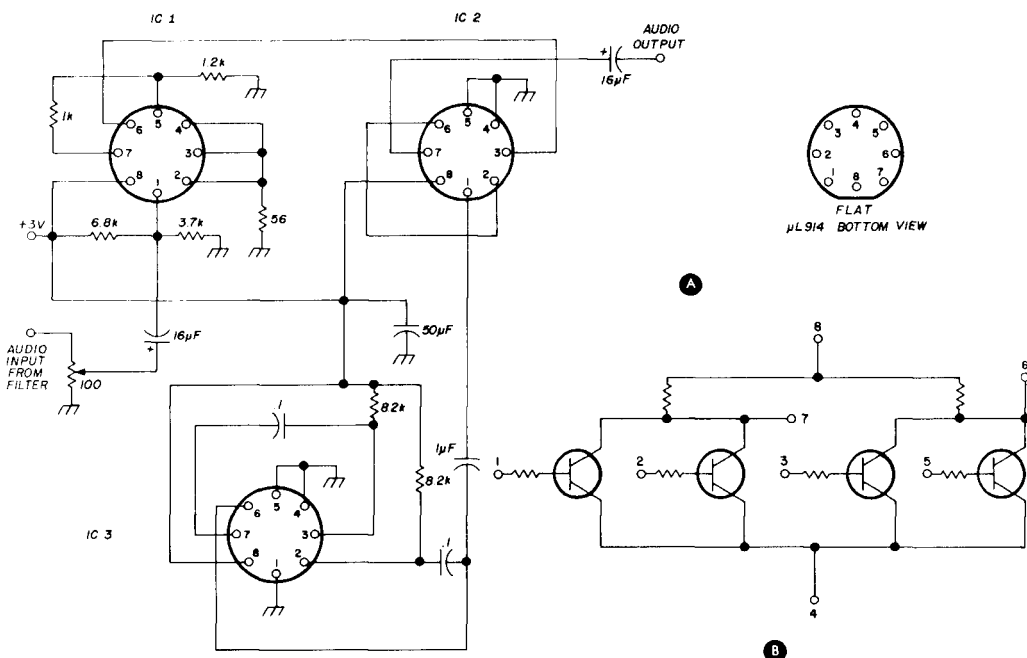 IC 1
IC 2
AUDIO
OUTPUT
16µF
+
1.2k
1k
5
6
4
7
3
8
2
1
+3V
6.8k
3.7k
56
AUDIO
INPUT
FROM
FILTER
100
16µF
+
50µF
5
6
4
7
3
8
2
1
4
3
5
2
6
1
7
8
FLAT
µL914 BOTTOM VIEW
A
IC 3
.1
8.2k
8.2k
1µF
.1
5
6
4
7
3
8
2
1
8
6
7
1
2
3
5
4
B